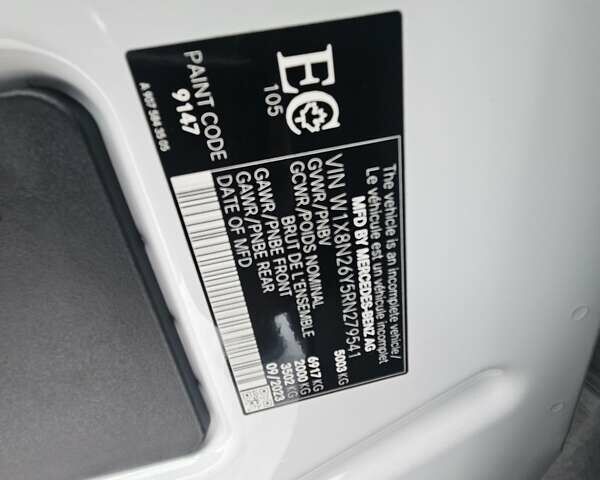 The vehicle is an incomplete vehicle/
Le véhicule est un véhicule incomplet
MFD BY MERCEDES-BENZ AG
VIN W1X8N26Y5RN279541
GVWR/PNBV 5003 KG
GCWR/POIDS NOMINAL
BRUT DE L'ENSEMBLE 6917 KG
GAWR/PNBE FRONT 2000 KG
GAWR/PNBE REAR 3502 KG
DATE OF MFD 09/2023
EC
105
PAINT CODE
9147
A 907 584 35 05